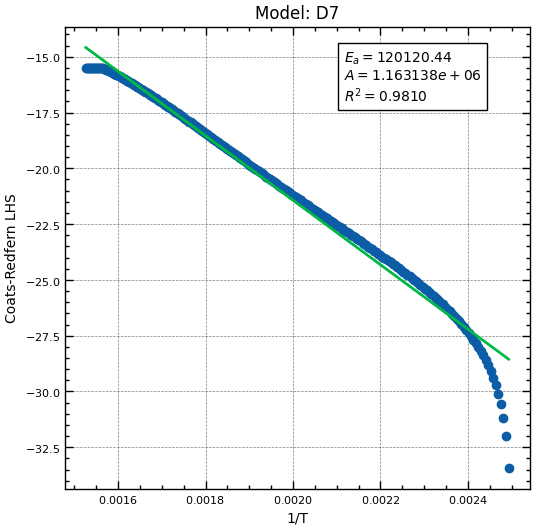 Model: D7
E_a = 120120.44
A = 1.163138e + 06
R² = 0.9810
−15.0
−17.5
−20.0
−22.5
−25.0
−27.5
−30.0
−32.5
Coats-Redfern LHS
0.0016 0.0018 0.0020 0.0022 0.0024
1/T